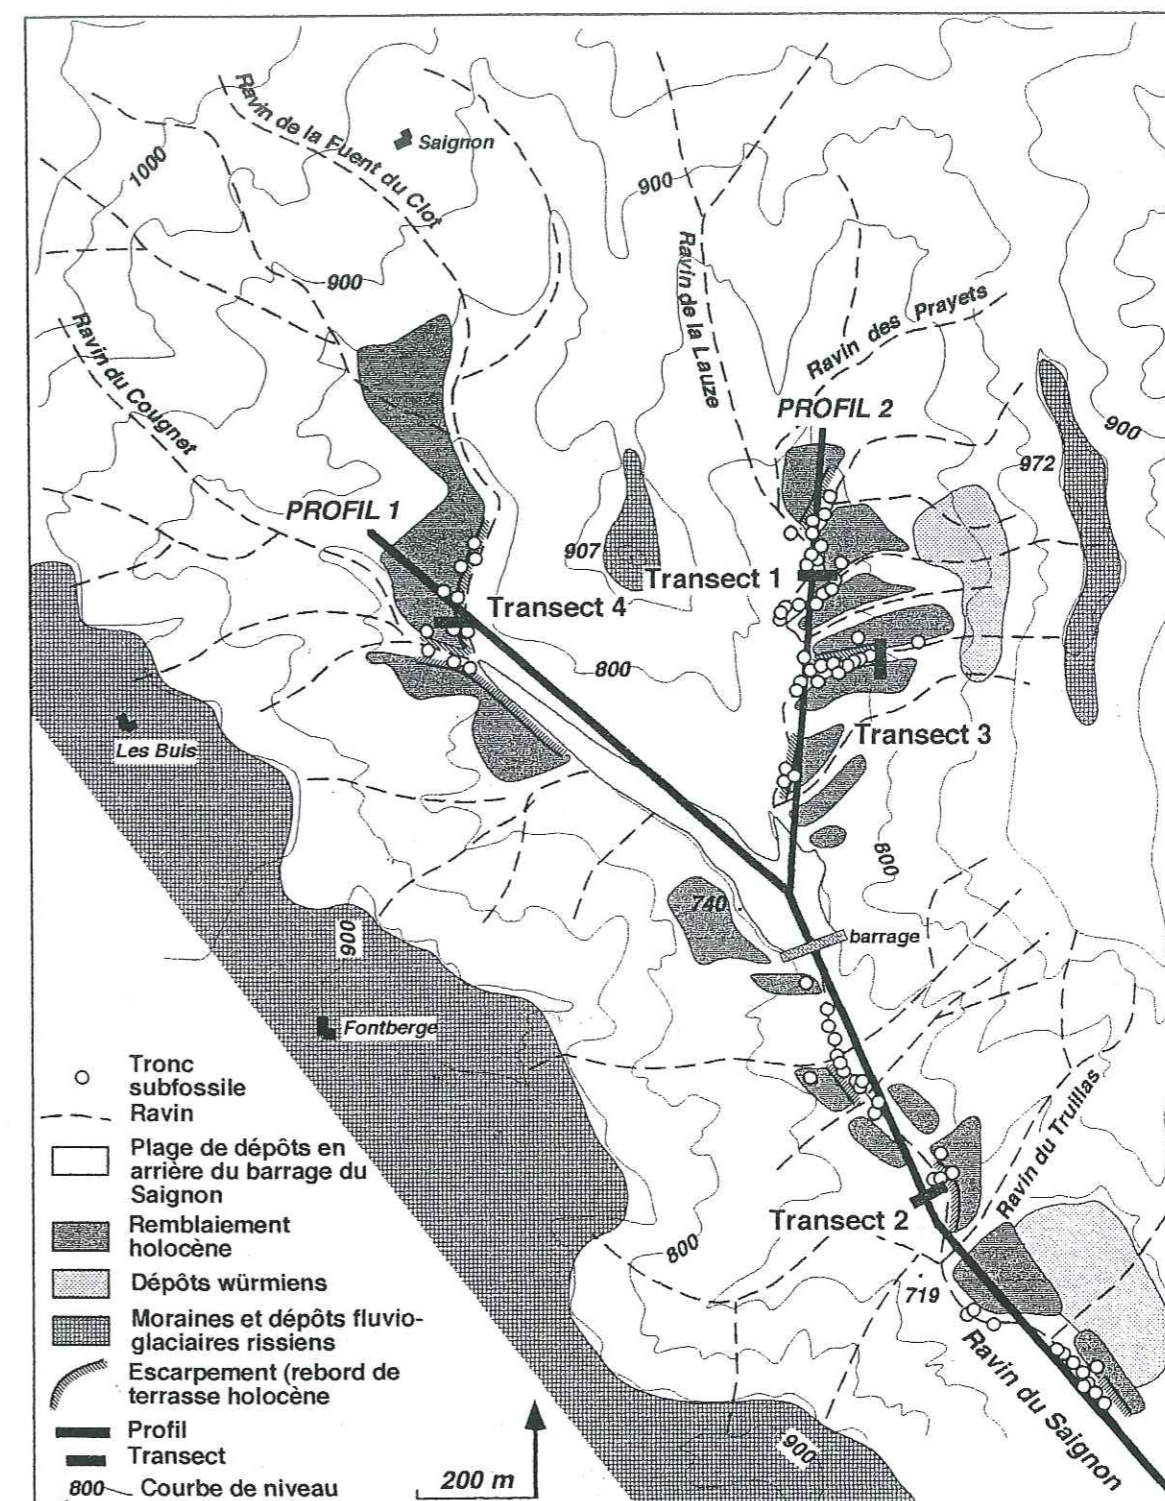 Ravin de la Fuent du Clot
Saignon
1000
900
900
Ravin de la Lauze
Ravin des Prayets
Ravin du Cougnet
PROFIL 2
900
972
PROFIL 1
907
Transect 1
Transect 4
800
Les Buis
Transect 3
800
740
900
barrage
Fontberge
Ravin du Truillas
Transect 2
800
719
Ravin du Saignon
900
Tronc
subfossile
Ravin
Plage de dépôts en
arrière du barrage du
Saignon
Remblaiement
holocène
Dépôts würmiens
Moraines et dépôts fluvio-
glaciaires rissiens
Escarpement (rebord de
terrasse holocène
Profil
Transect
800 Courbe de niveau
200 m